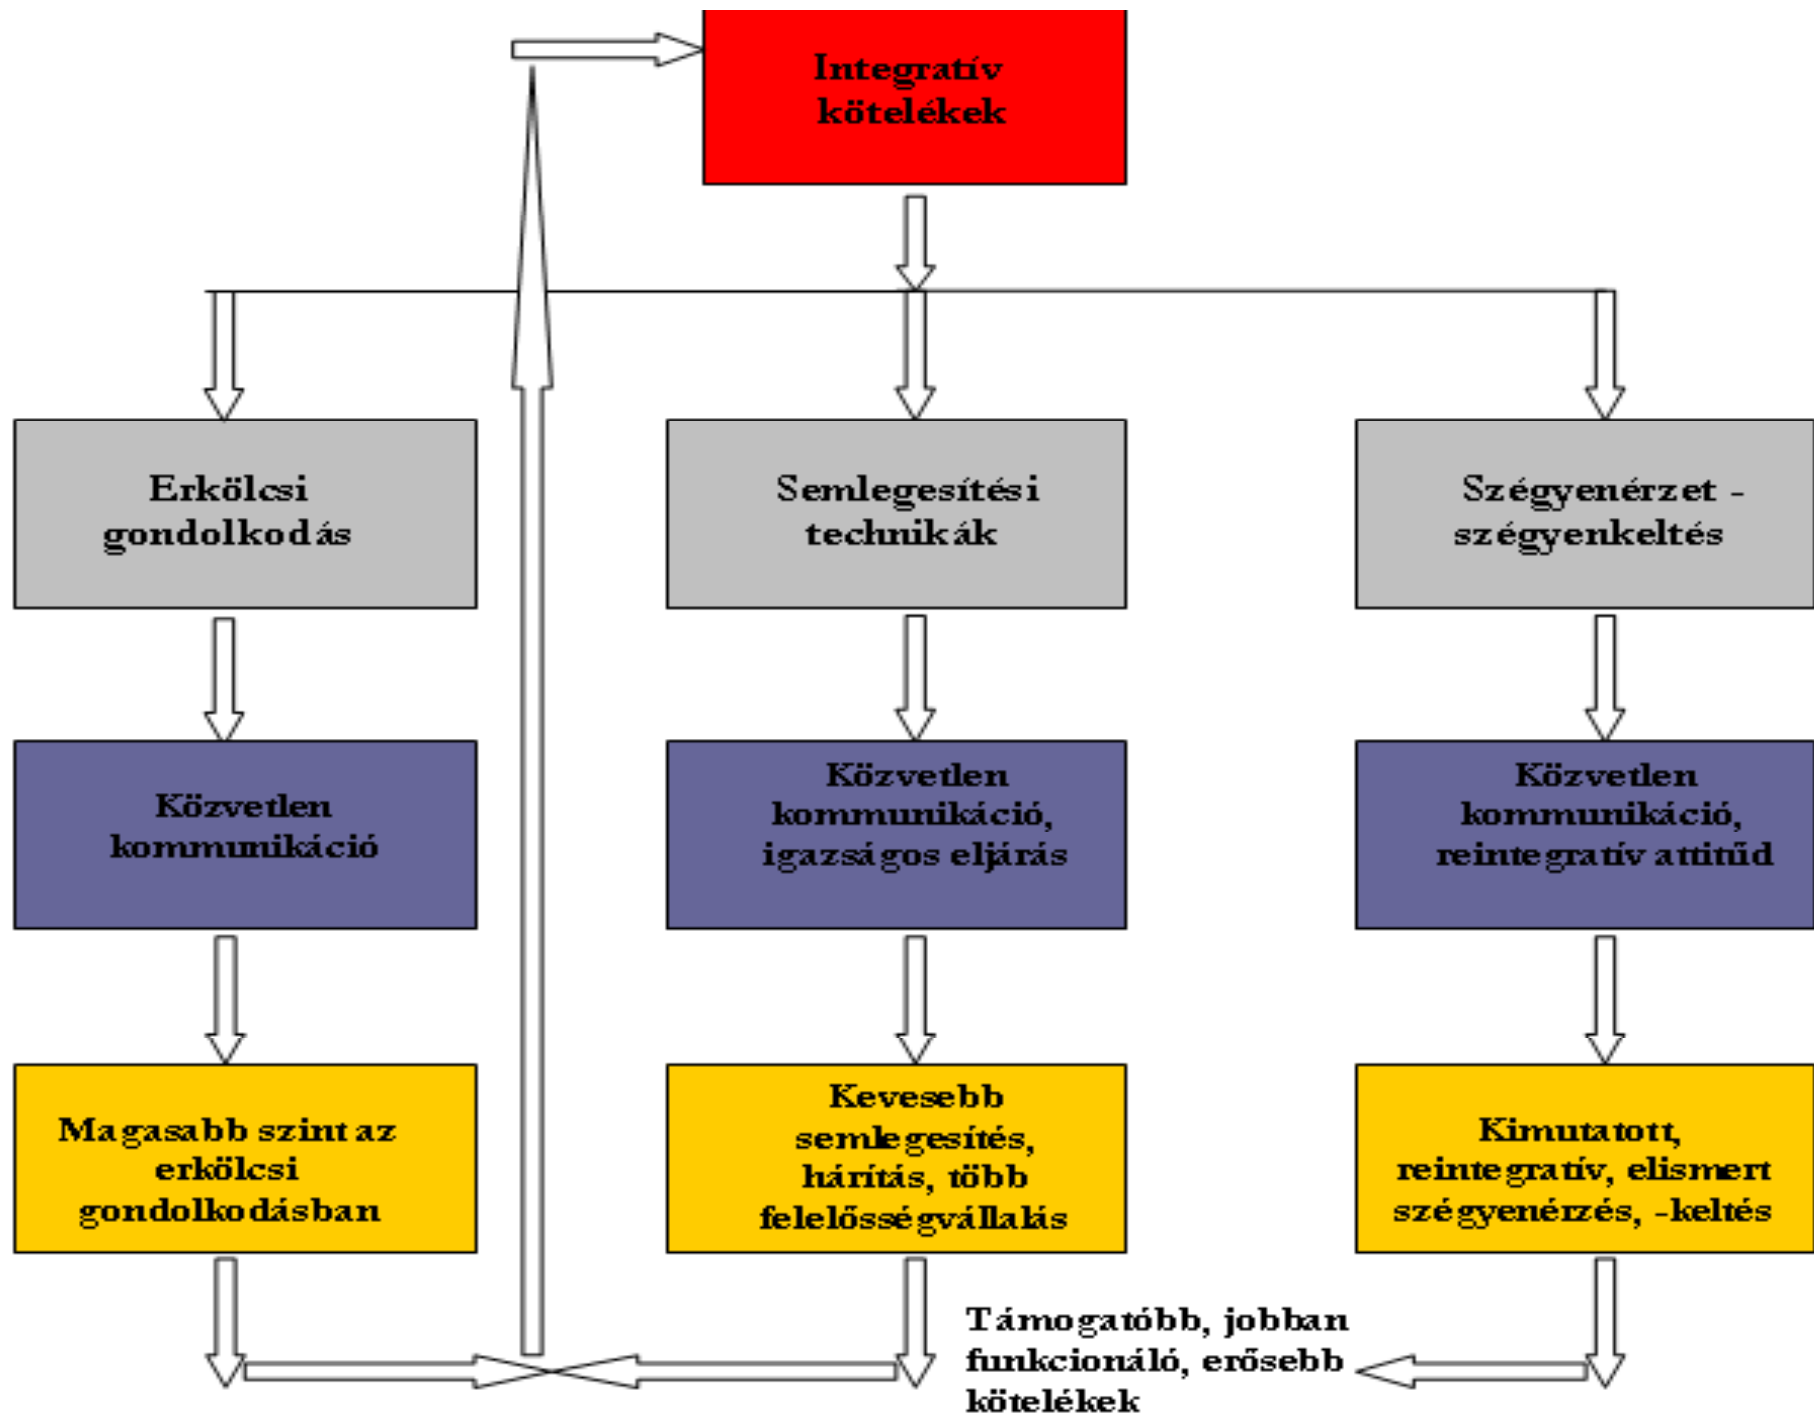 Integratív
kötelékek
Erkölcsi
gondolkodás
Semlegesítési
technikák
Szégyenérzet -
szégyenkeltés
Közvetlen
kommunikáció
Közvetlen
kommunikáció,
igazságos eljárás
Közvetlen
kommunikáció,
reintegratív attitűd
Magasabb szint az
erkölcsi
gondolkodásban
Kevesebb
semlegesítés,
hárítás, több
felelősségvállalás
Kimutatott,
reintegratív, elismert
szégyenérzés, -keltés
Támogatóbb, jobban
funkcionáló, erősebb
kötelékek